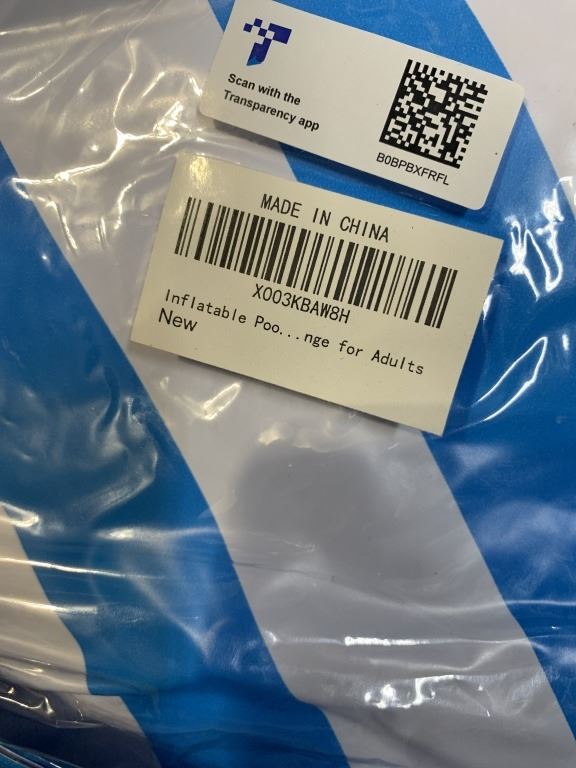 Scan with the
Transparency app
B0BPBXFRFL
MADE IN CHINA
X003KBAW8H
Inflatable Poo...nge for Adults
New